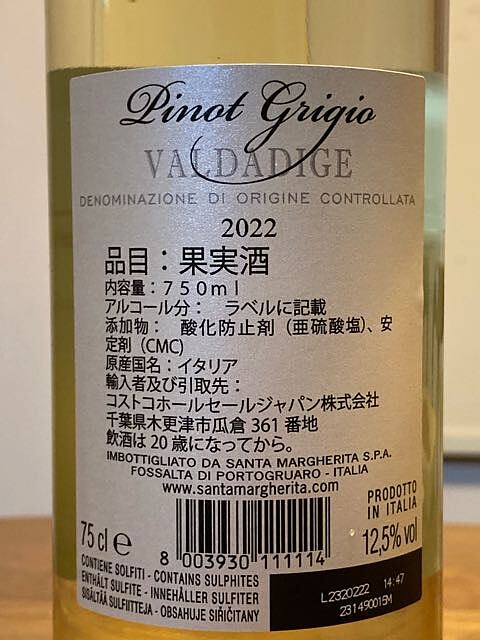 Pinot Grigio
VALDADIGE
DENOMINAZIONE DI ORIGINE CONTROLLATA
2022
品目：果実酒
内容量：７５０ｍｌ
アルコール分：　ラベルに記載
添加物：　酸化防止剤（亜硫酸塩）、安
定剤（CMC）
原産国名：イタリア
輸入者及び引取先：
コストコホールセールジャパン株式会社
千葉県木更津市瓜倉 361 番地
飲酒は 20 歳になってから。
IMBOTTIGLIATO DA SANTA MARGHERITA S.P.A.
FOSSALTA DI PORTOGRUARO - ITALIA
www.santamargherita.com
PRODOTTO
IN ITALIA
75 cl e
12,5% vol
8 003930 111114
CONTIENE SOLFITI - CONTAINS SULPHITES
ENTHÄLT SULFITE - INNEHÅLLER SULFITER
SISÄLTÄÄ SULFIITTEJA - OBSAHUJE SIŘIČITANY
L2320222 14:47
231490015M